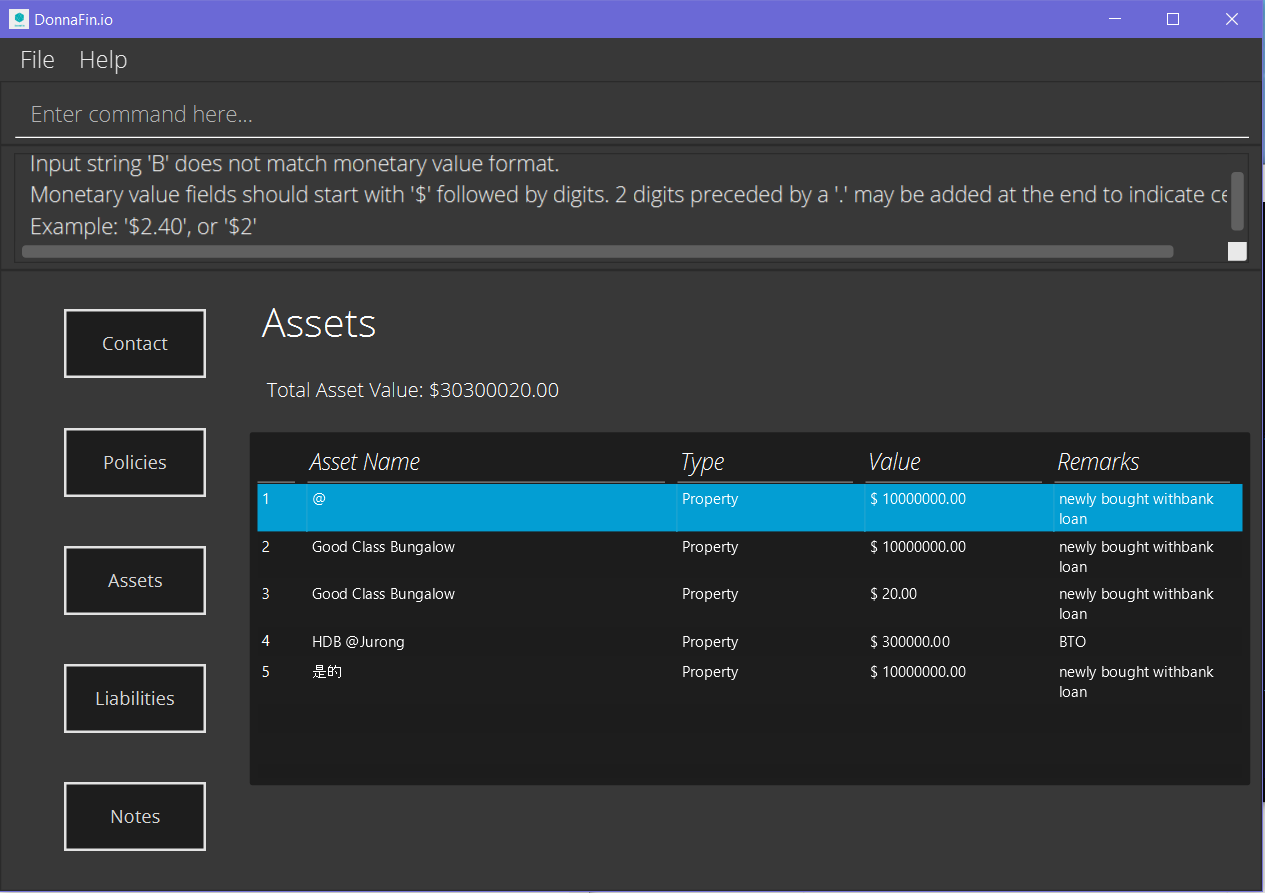 DonnaFin.io
File Help
Enter command here...
Input string 'B' does not match monetary value format.
Monetary value fields should start with '$' followed by digits. 2 digits preceded by a '.' may be added at the end to indicate ce
Example: '$2.40', or '$2'
Contact
Policies
Assets
Liabilities
Notes
Assets
Total Asset Value: $30300020.00
Asset Name Type Value Remarks
1 @ Property $ 10000000.00 newly bought withbank
loan
2 Good Class Bungalow Property $ 10000000.00 newly bought withbank
loan
3 Good Class Bungalow Property $ 20.00 newly bought withbank
loan
4 HDB @Jurong Property $ 300000.00 BTO
5 是的 Property $ 10000000.00 newly bought withbank
loan